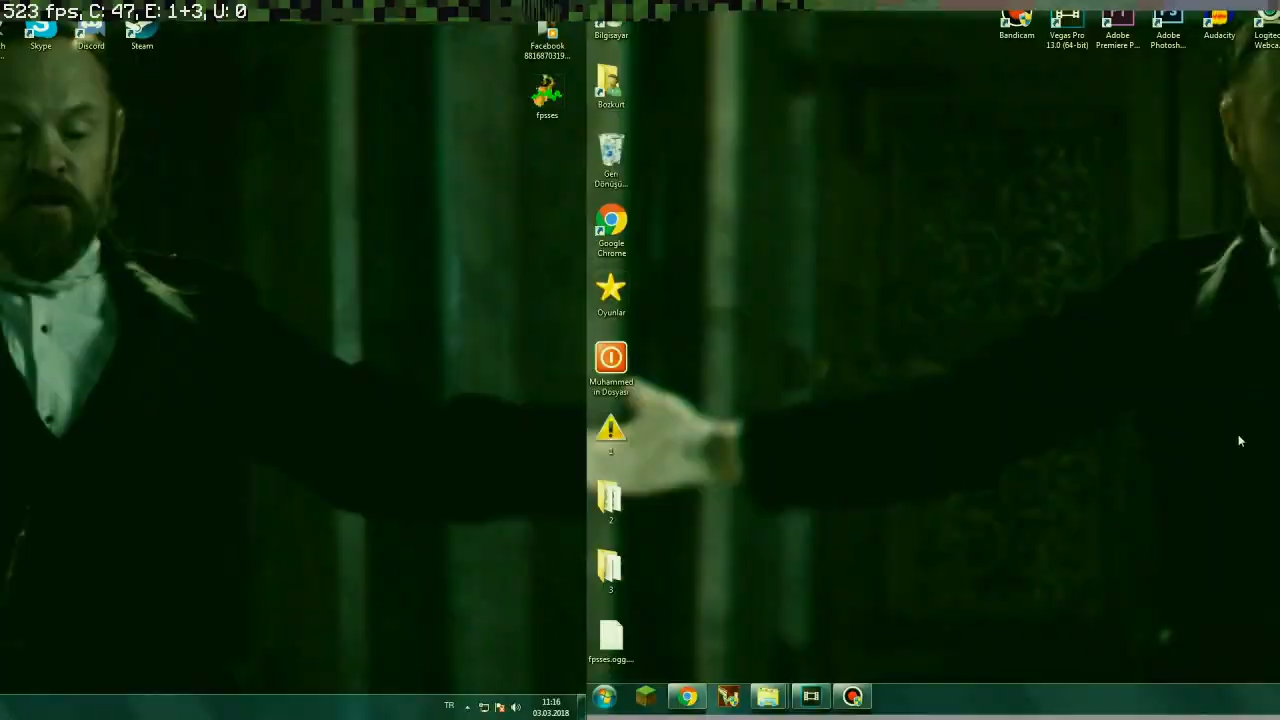 523 fps, C: 47, E: 1+3, U: 0
Skype
Discord
Steam
Facebook
8816870319...
fpsses
Bilgisayar
Bozkurt
Geri
Dönüşü...
Google
Chrome
Oyunlar
Muhammed
in Dosyası
1
2
3
fpsses.ogg....
Bandicam
Vegas Pro
13.0 (64-bit)
Adobe
Premiere P...
Adobe
Photosh...
Audacity
Logitec
Webca...
TR
11:16
03.03.2018